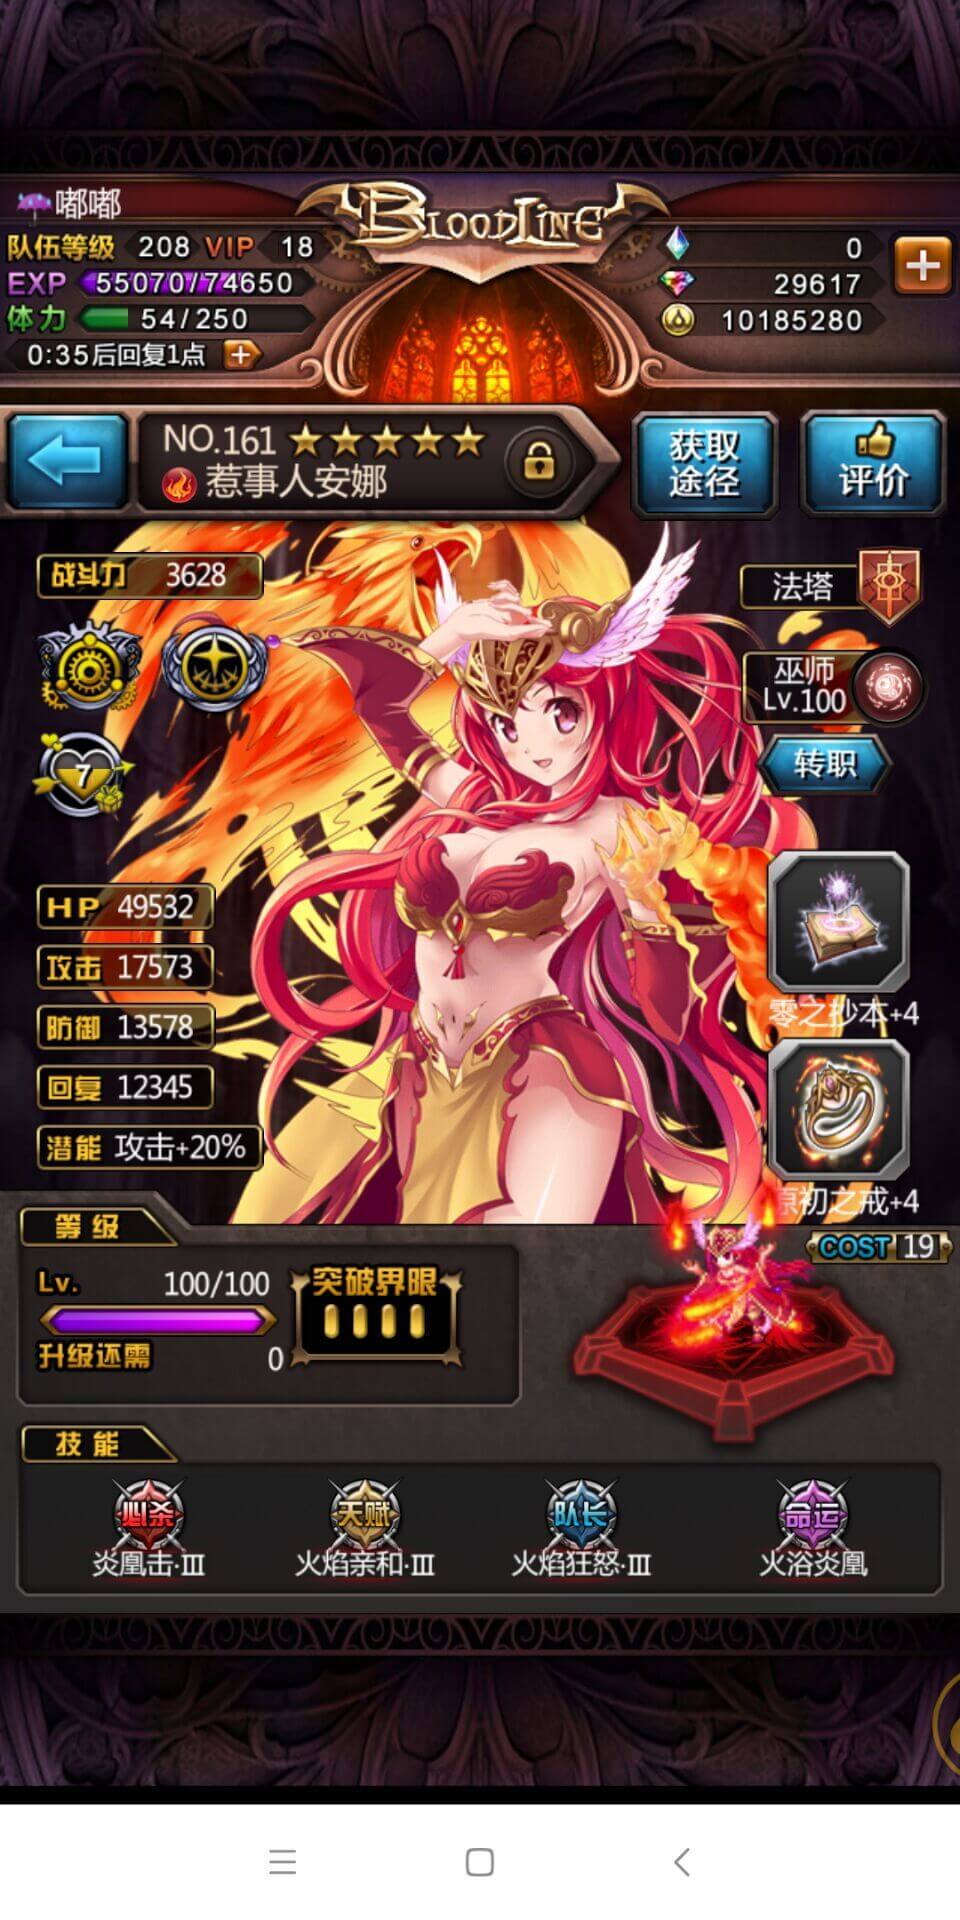 嘟嘟
BLOODLINE
队伍等级 208 VIP 18
0
EXP 55070/74650
29617
体力 54/250
10185280
0:35后回复1点
NO.161
惹事人安娜
获取
途径
评价
战斗力 3628
法塔
巫师
Lv.100
转职
7
HP 49532
攻击 17573
防御 13578
回复 12345
潜能 攻击+20%
零之抄本+4
原初之戒+4
COST 19
等级
Lv. 100/100
突破界限
升级还需 0
技能
必杀
天赋
队长
命运
炎凰击·III
火焰亲和·III
火焰狂怒·III
火浴炎凰